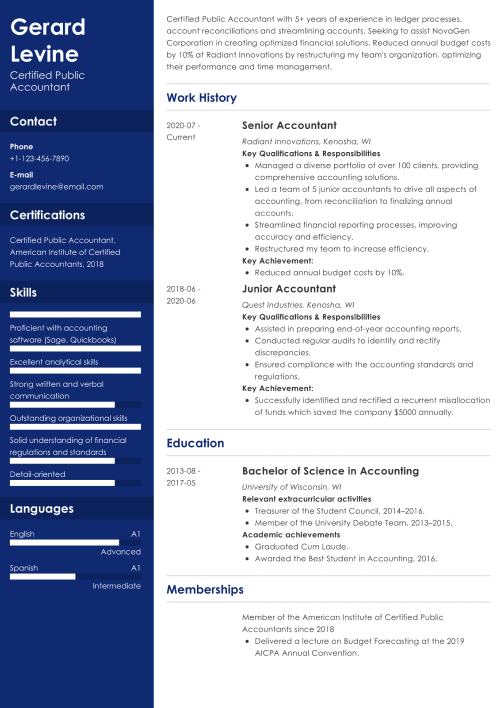 Gerard
Levine
Certified Public
Accountant
Contact
Phone
+1-123-456-7890
E-mail
gerardlevine@email.com
Certifications
Certified Public Accountant,
American Institute of Certified
Public Accountants, 2018
Skills
Proficient with accounting
software (Sage, Quickbooks)
Excellent analytical skills
Strong written and verbal
communication
Outstanding organizational skills
Solid understanding of financial
regulations and standards
Detail-oriented
Languages
English A1
Advanced
Spanish A1
Intermediate
Certified Public Accountant with 5+ years of experience in ledger processes,
account reconciliations and streamlining accounts. Seeking to assist NovaGen
Corporation in creating optimized financial solutions. Reduced annual budget costs
by 10% at Radiant Innovations by restructuring my team's organization, optimizing
their performance and time management.
Work History
2020-07 -
Current
Senior Accountant
Radiant Innovations, Kenosha, WI
Key Qualifications & Responsibilities
• Managed a diverse portfolio of over 100 clients, providing
comprehensive accounting solutions.
• Led a team of 5 junior accountants to drive all aspects of
accounting, from reconciliation to finalizing annual
accounts.
• Streamlined financial reporting processes, improving
accuracy and efficiency.
• Restructured my team to increase efficiency.
Key Achievement:
• Reduced annual budget costs by 10%.
2018-06 -
2020-06
Junior Accountant
Quest Industries, Kenosha, WI
Key Qualifications & Responsibilities
• Assisted in preparing end-of-year accounting reports.
• Conducted regular audits to identify and rectify
discrepancies.
• Ensured compliance with the accounting standards and
regulations.
Key Achievement:
• Successfully identified and rectified a recurrent misallocation
of funds which saved the company $5000 annually.
Education
2013-08 -
2017-05
Bachelor of Science in Accounting
University of Wisconsin, WI
Relevant extracurricular activities
• Treasurer of the Student Council, 2014–2016.
• Member of the University Debate Team, 2013–2015.
Academic achievements
• Graduated Cum Laude.
• Awarded the Best Student in Accounting, 2016.
Memberships
Member of the American Institute of Certified Public
Accountants since 2018
• Delivered a lecture on Budget Forecasting at the 2019
AICPA Annual Convention.